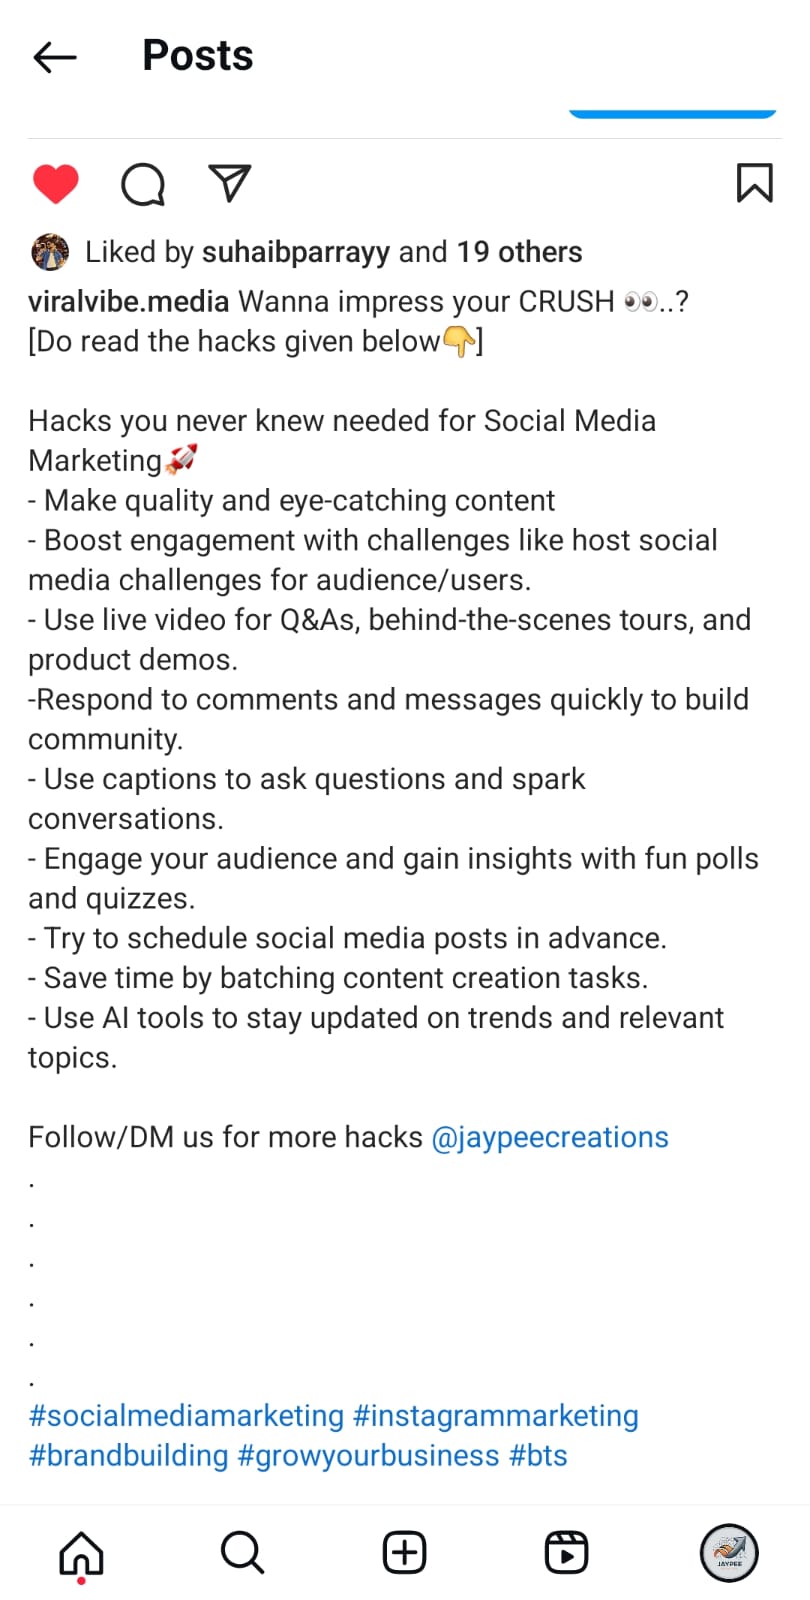 Posts
Liked by suhaibparrayy and 19 others
viralvibe.media Wanna impress your CRUSH 👀..?
[Do read the hacks given below👇]
Hacks you never knew needed for Social Media
Marketing🚀
- Make quality and eye-catching content
- Boost engagement with challenges like host social
media challenges for audience/users.
- Use live video for Q&As, behind-the-scenes tours, and
product demos.
-Respond to comments and messages quickly to build
community.
- Use captions to ask questions and spark
conversations.
- Engage your audience and gain insights with fun polls
and quizzes.
- Try to schedule social media posts in advance.
- Save time by batching content creation tasks.
- Use AI tools to stay updated on trends and relevant
topics.
Follow/DM us for more hacks @jaypeecreations
.
.
.
.
.
.
#socialmediamarketing #instagrammarketing
#brandbuilding #growyourbusiness #bts
JAYPEE